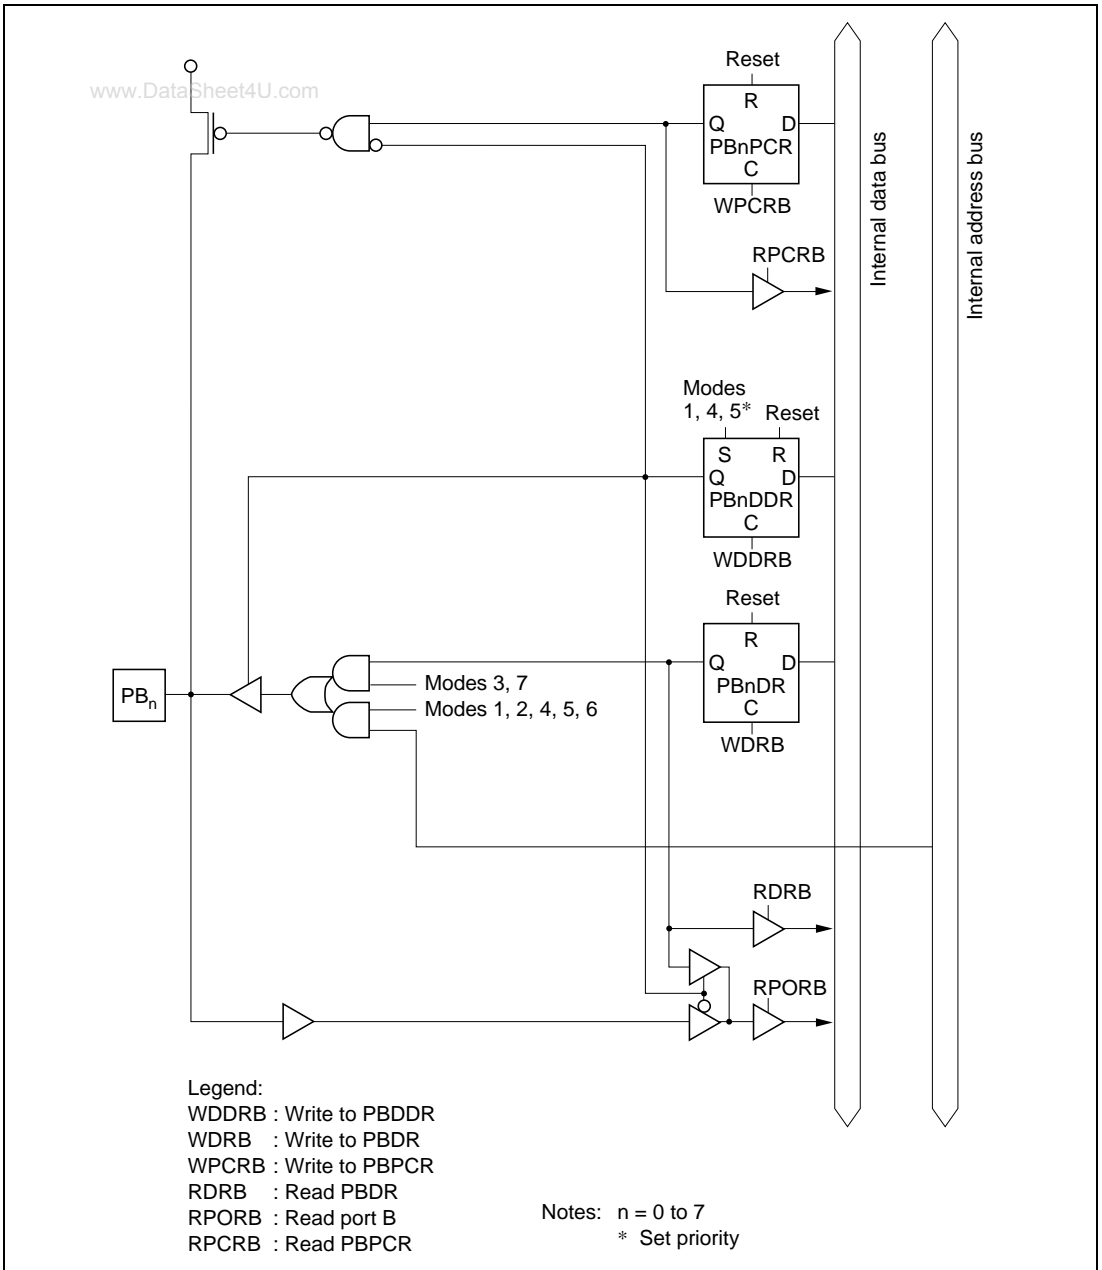 www.DataSheet4U.com
Reset
R
Q D
PBnPCR
C
WPCRB
RPCRB
Internal data bus
Internal address bus
Modes
1, 4, 5* Reset
S R
Q D
PBnDDR
C
WDDRB
Reset
R
Q D
PBnDR
C
WDRB
PBn
Modes 3, 7
Modes 1, 2, 4, 5, 6
RDRB
RPORB
Legend:
WDDRB : Write to PBDDR
WDRB : Write to PBDR
WPCRB : Write to PBPCR
RDRB : Read PBDR
RPORB : Read port B
RPCRB : Read PBPCR
Notes: n = 0 to 7
* Set priority